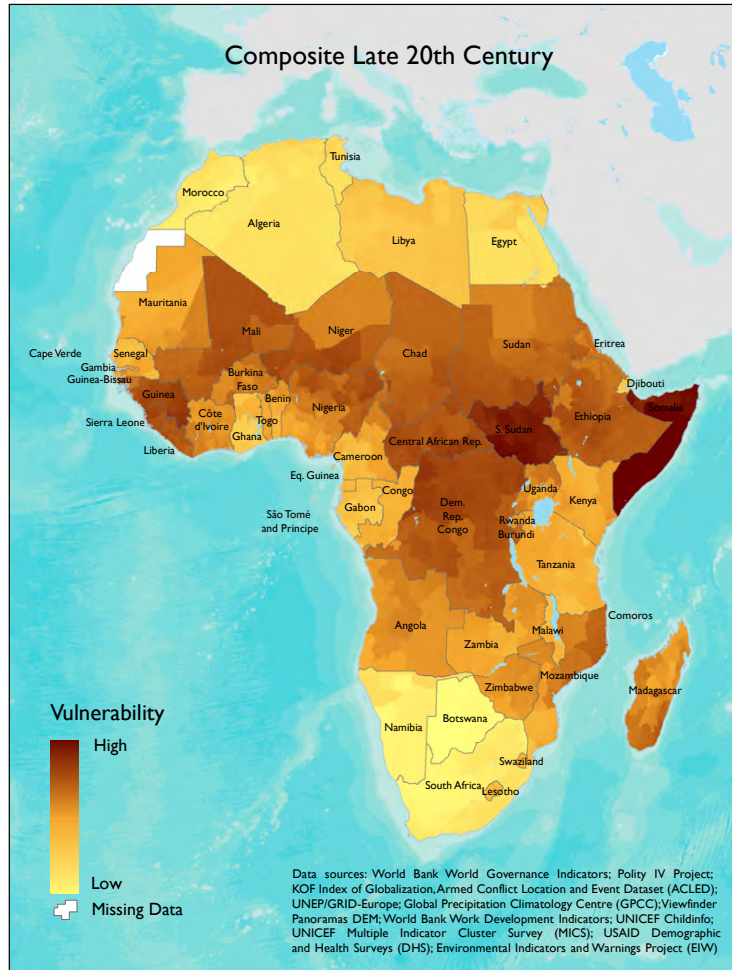 Composite Late 20th Century
Tunisia
Morocco
Algeria
Libya
Egypt
Mauritania
Mali
Niger
Chad
Sudan
Eritrea
Cape Verde
Senegal
Gambia
Guinea-Bissau
Burkina
Faso
Djibouti
Guinea
Benin
Nigeria
Somalia
Ethiopia
Côte
d'Ivoire
Togo
Sierra Leone
Ghana
S. Sudan
Central African Rep.
Liberia
Cameroon
Eq. Guinea
Congo
Uganda
Kenya
Gabon
Dem.
Rep.
Congo
São Tomé
and Principe
Rwanda
Burundi
Tanzania
Comoros
Angola
Malawi
Zambia
Mozambique
Zimbabwe
Madagascar
Namibia
Botswana
Swaziland
South Africa
Lesotho
Vulnerability
High
Low
Missing Data
Data sources: World Bank World Governance Indicators; Polity IV Project;
KOF Index of Globalization, Armed Conflict Location and Event Dataset (ACLED);
UNEP/GRID-Europe; Global Precipitation Climatology Centre (GPCC); Viewfinder
Panoramas DEM; World Bank Work Development Indicators; UNICEF Childinfo;
UNICEF Multiple Indicator Cluster Survey (MICS); USAID Demographic
and Health Surveys (DHS); Environmental Indicators and Warnings Project (EIW)